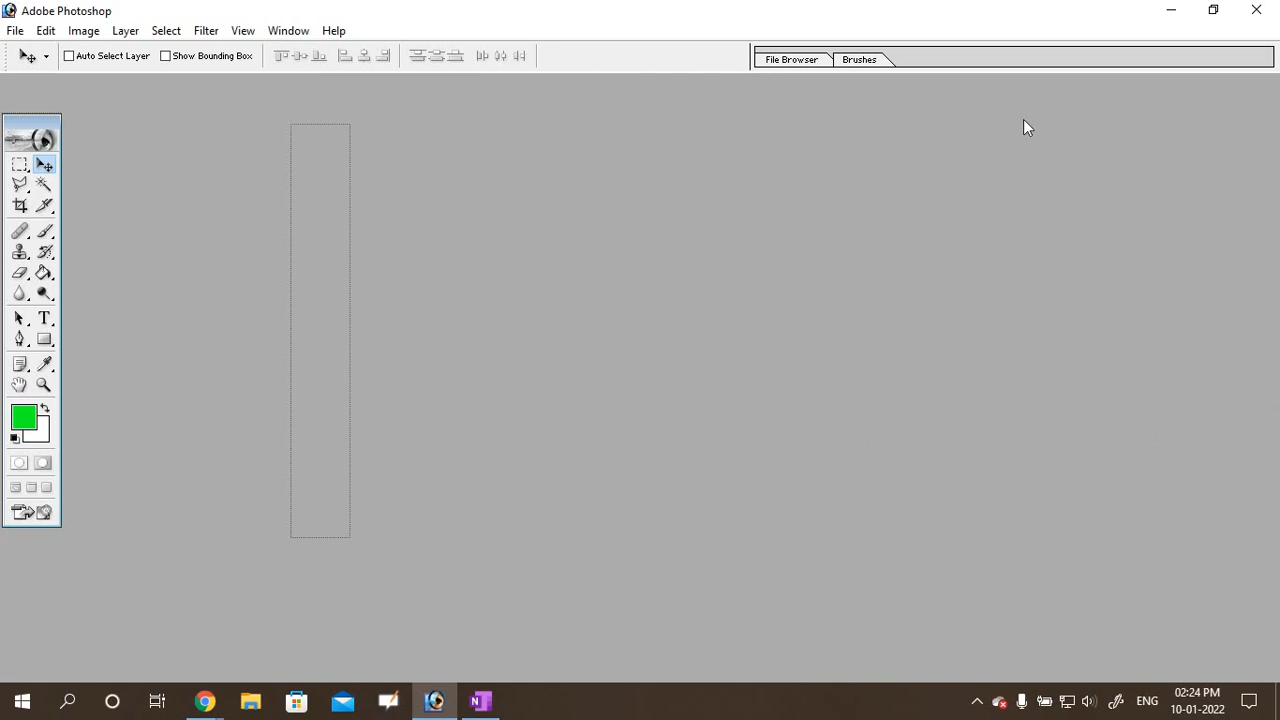 Adobe Photoshop
File Edit Image Layer Select Filter View Window Help
Auto Select Layer Show Bounding Box File Browser Brushes
T
N
ENG
02:24 PM
10-01-2022